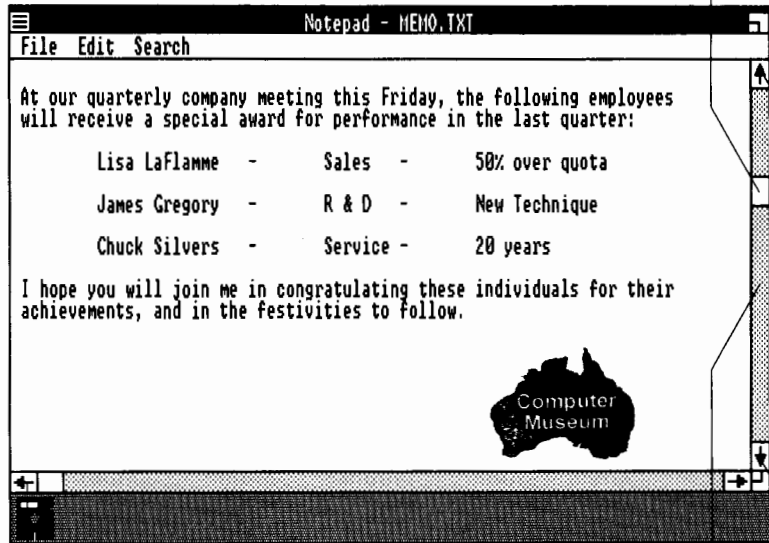 Notepad - MEMO.TXT
File Edit Search
At our quarterly company meeting this Friday, the following employees
will receive a special award for performance in the last quarter:
Lisa LaFlamme - Sales - 50% over quota
James Gregory - R & D - New Technique
Chuck Silvers - Service - 20 years
I hope you will join me in congratulating these individuals for their
achievements, and in the festivities to follow.
Computer
Museum